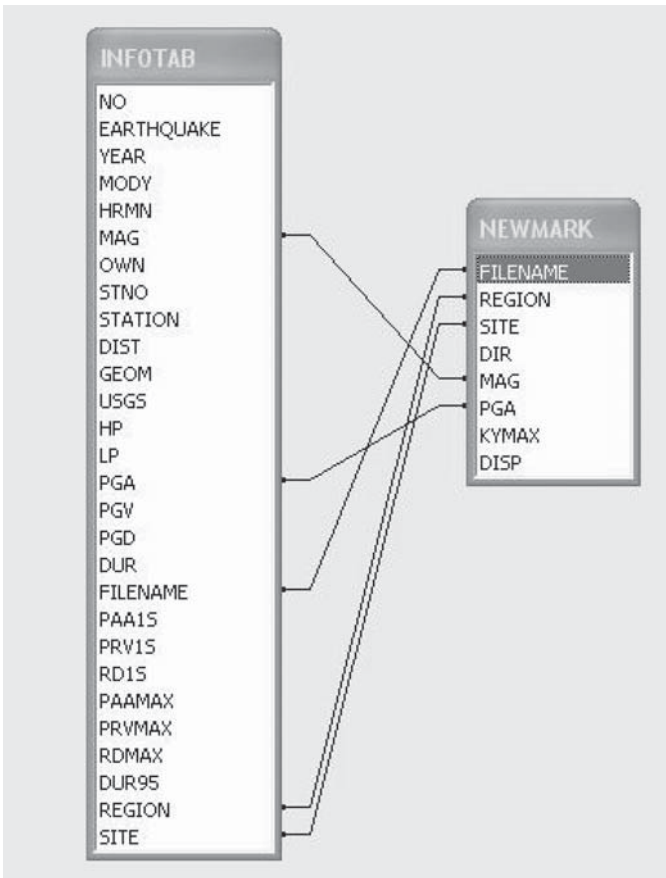 INFOTAB
NO
EARTHQUAKE
YEAR
MODY
HRMN
MAG
OWN
STNO
STATION
DIST
GEOM
USGS
HP
LP
PGA
PGV
PGD
DUR
FILENAME
PAA1S
PRV1S
RD1S
PAAMAX
PRVMAX
RDMAX
DUR95
REGION
SITE
NEWMARK
FILENAME
REGION
SITE
DIR
MAG
PGA
KYMAX
DISP